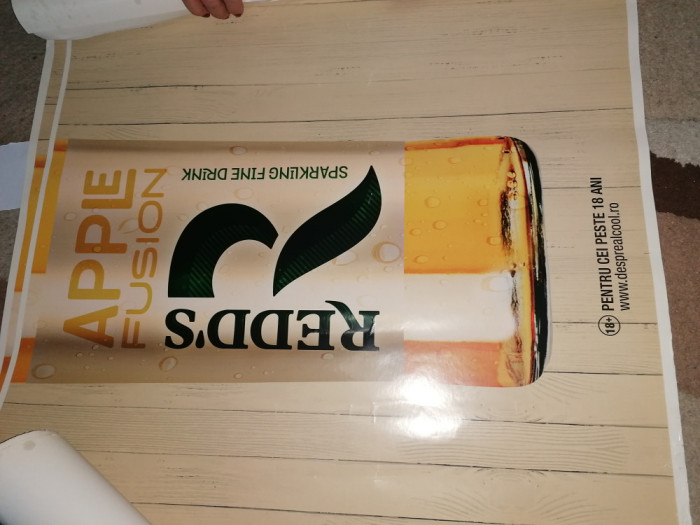 REDD'S
SPARKLING FINE DRINK
APPLE
FUSION
18+ PENTRU CEI PESTE 18 ANI
www.desprealcool.ro